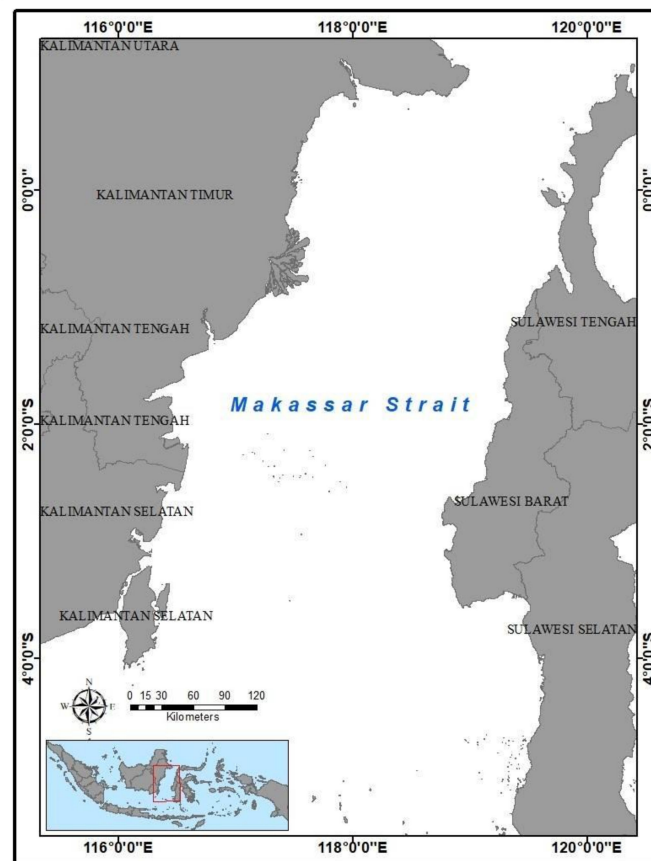 116°0'0"E 118°0'0"E 120°0'0"E
KALIMANTAN UTARA
0°0'0" 0°0'0"
KALIMANTAN TIMUR
KALIMANTAN TENGAH
SULAWESI TENGAH
Makassar Strait
2°0'0"S 2°0'0"S
KALIMANTAN TENGAH
SULAWESI BARAT
KALIMANTAN SELATAN
KALIMANTAN SELATAN
SULAWESI SELATAN
4°0'0"S 4°0'0"S
N
W E
S
0 15 30 60 90 120
Kilometers
116°0'0"E 118°0'0"E 120°0'0"E